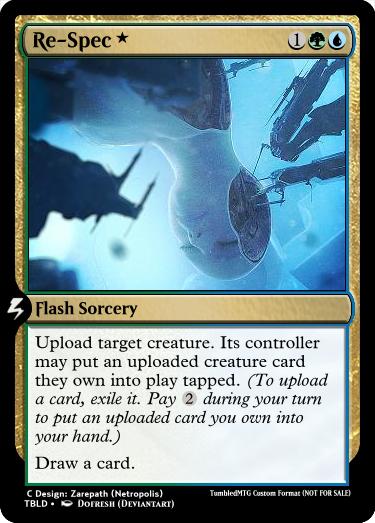 Re-Spec ★ 1
Flash Sorcery
Upload target creature. Its controller
may put an uploaded creature card
they own into play tapped. (To upload
a card, exile it. Pay 2 during your turn
to put an uploaded card you own into
your hand.)
Draw a card.
C Design: Zarepath (Netropolis)
TBLD • Dofresh (Deviantart)
TumbledMTG Custom Format (NOT FOR SALE)